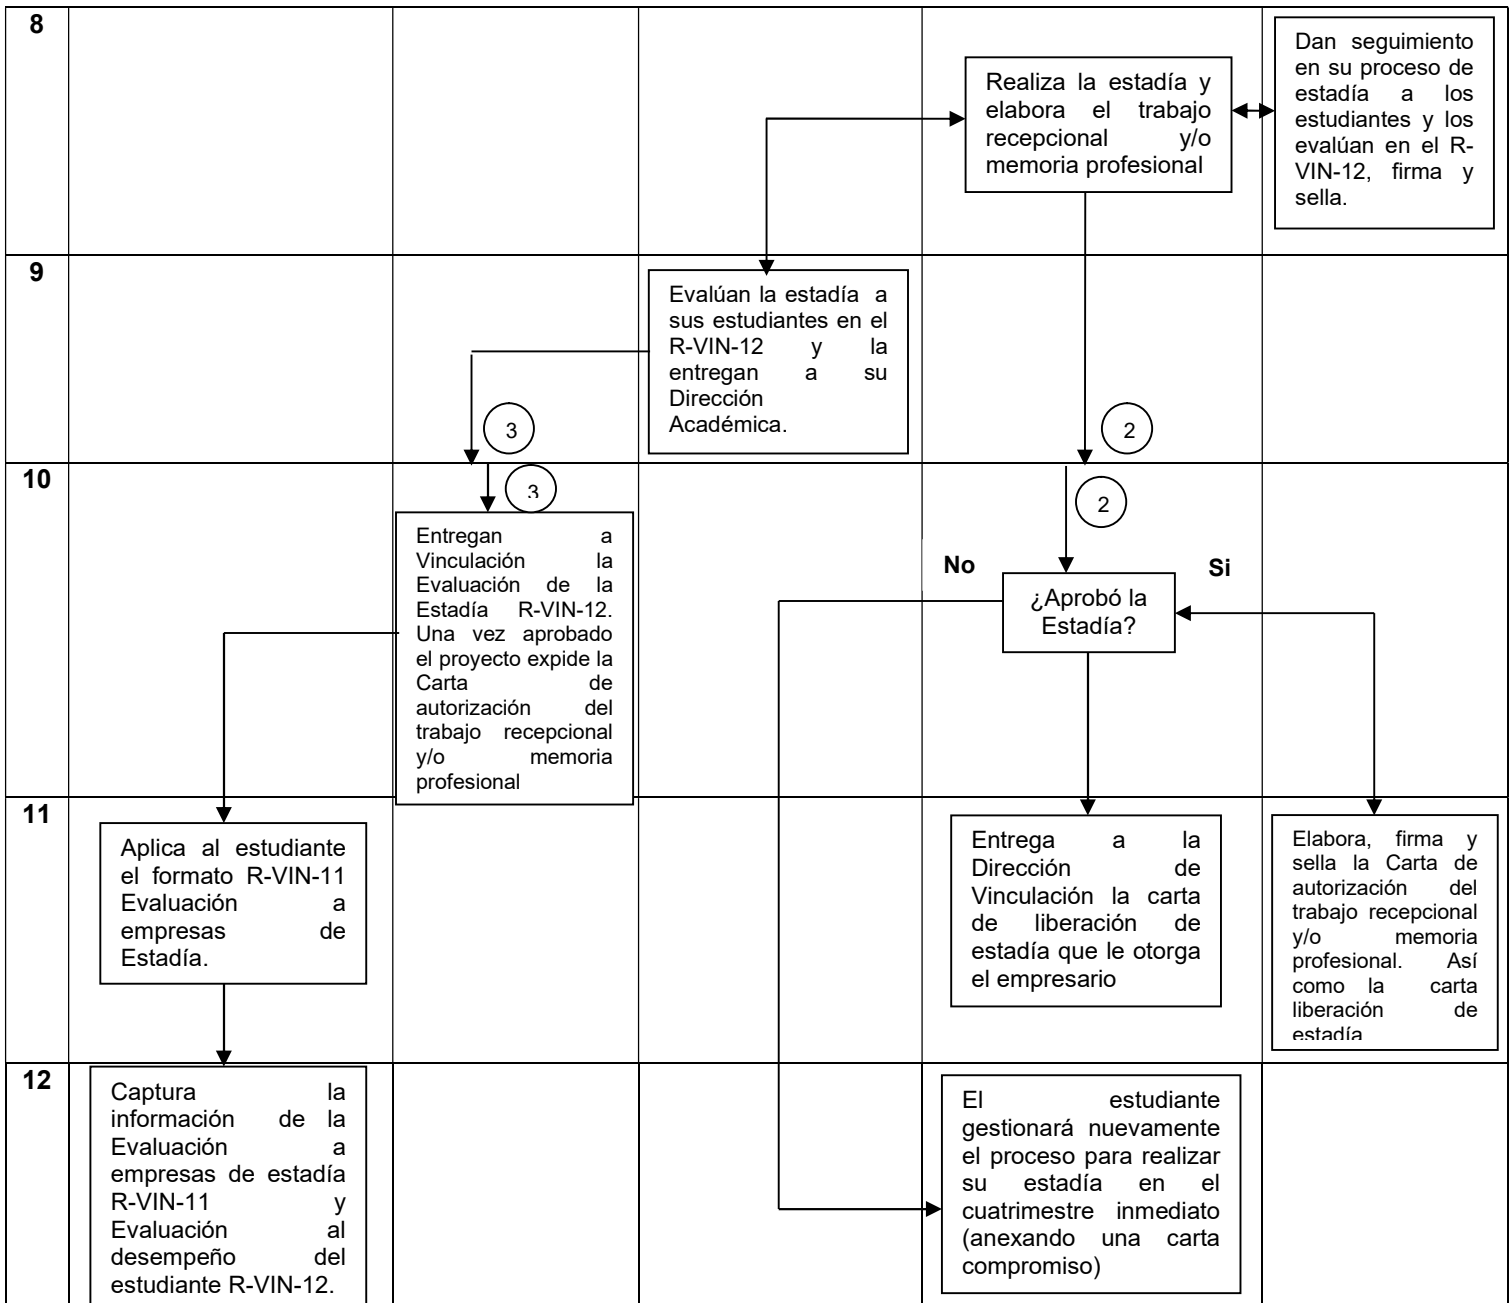 8
Realiza la estadía y
elabora el trabajo
recepcional y/o
memoria profesional
Dan seguimiento
en su proceso de
estadía a los
estudiantes y los
evalúan en el R-
VIN-12, firma y
sella.
9
Evalúan la estadía a
sus estudiantes en el
R-VIN-12 y la
entregan a su
Dirección
Académica.
3
2
10
3
2
Entregan a
Vinculación la
Evaluación de la
Estadía R-VIN-12.
Una vez aprobado
el proyecto expide la
Carta de
autorización del
trabajo recepcional
y/o memoria
profesional
No
Si
¿Aprobó la
Estadía?
11
Aplica al estudiante
el formato R-VIN-11
Evaluación a
empresas de
Estadía.
Entrega a la
Dirección de
Vinculación la carta
de liberación de
estadía que le otorga
el empresario
Elabora, firma y
sella la Carta de
autorización del
trabajo recepcional
y/o memoria
profesional. Así
como la carta
liberación de
estadía
12
Captura la
información de la
Evaluación a
empresas de estadía
R-VIN-11 y
Evaluación al
desempeño del
estudiante R-VIN-12.
El estudiante
gestionará nuevamente
el proceso para realizar
su estadía en el
cuatrimestre inmediato
(anexando una carta
compromiso)